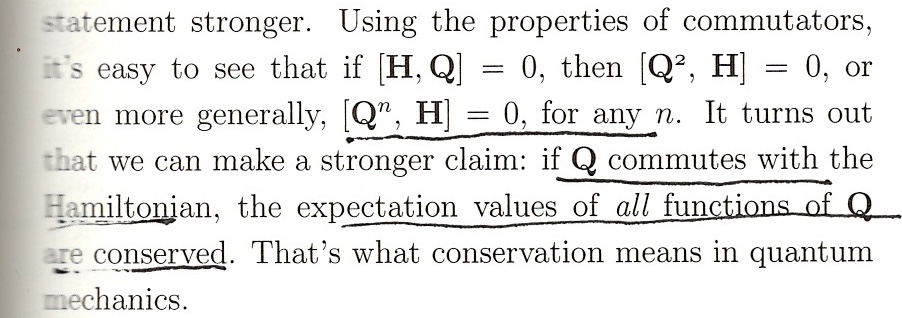 statement stronger. Using the properties of commutators,
it's easy to see that if [H, Q] = 0, then [Q², H] = 0, or
even more generally, [Qⁿ, H] = 0, for any n. It turns out
that we can make a stronger claim: if Q commutes with the
Hamiltonian, the expectation values of all functions of Q
are conserved. That's what conservation means in quantum
mechanics.